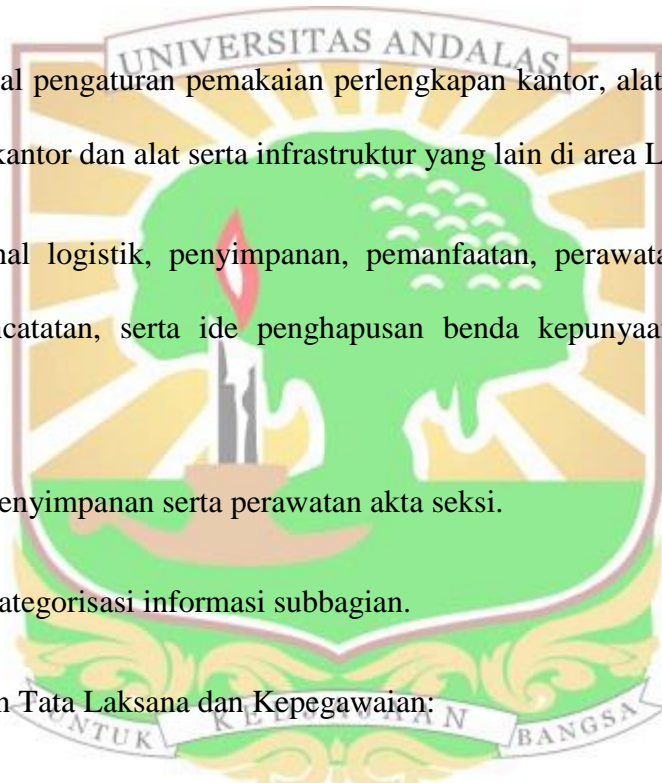 UNIVERSITAS ANDALAS
al pengaturan pemakaian perlengkapan kantor, alat
kantor dan alat serta infrastruktur yang lain di area L
nal logistik, penyimpanan, pemanfaatan, perawata
catatan, serta ide penghapusan benda kepunyaan
enyimpanan serta perawatan akta seksi.
ategorisasi informasi subbagian.
n Tata Laksana dan Kepegawaian:
UNTUK KEDJAJAAN BANGSA